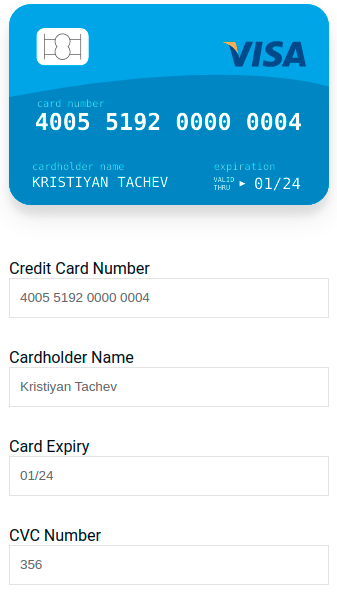 VISA
card number
4005 5192 0000 0004
cardholder name
expiration
KRISTIYAN TACHEV
VALID
THRU
01/24
Credit Card Number
4005 5192 0000 0004
Cardholder Name
Kristiyan Tachev
Card Expiry
01/24
CVC Number
356